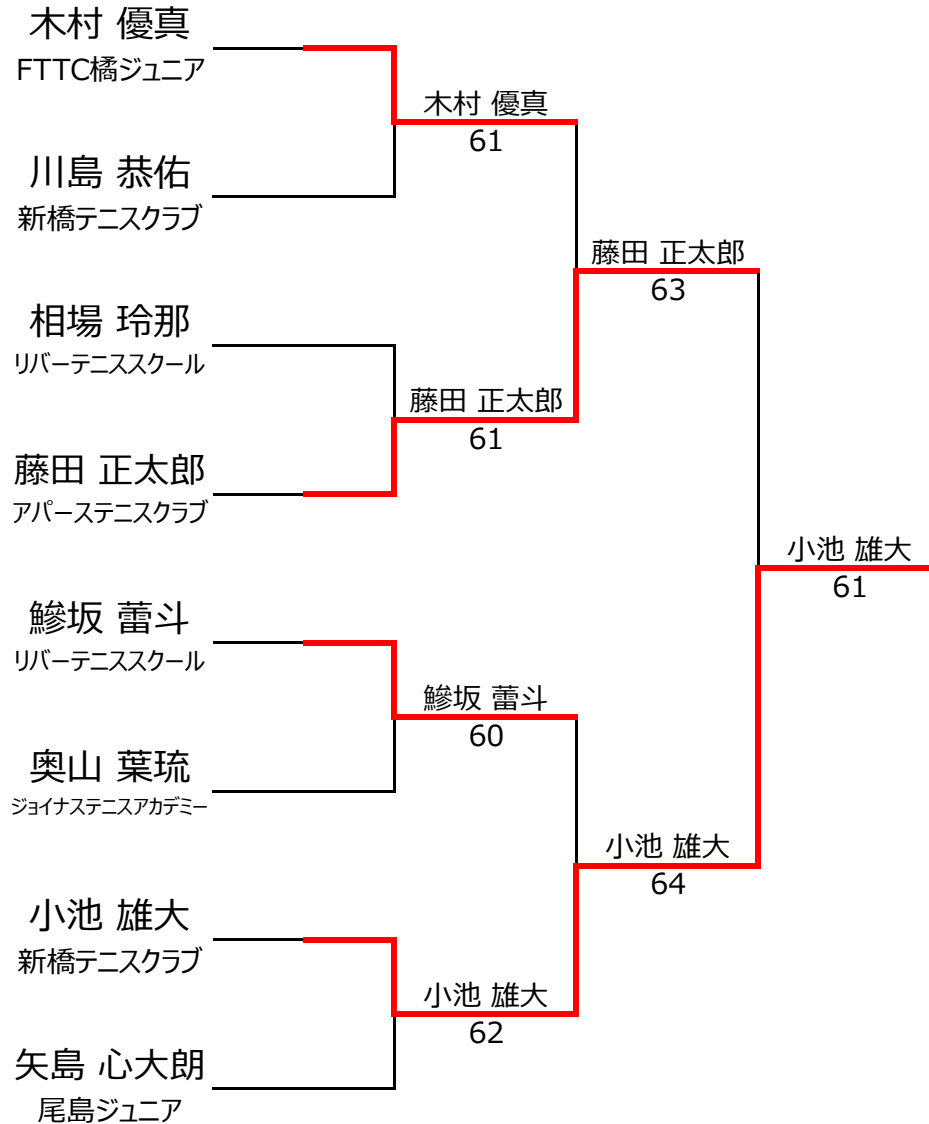 木村 優真
FTTC橘ジュニア
川島 恭佑
新橋テニスクラブ
相場 玲那
リバーテニススクール
藤田 正太郎
アパーステニスクラブ
鰺坂 蕾斗
リバーテニススクール
奥山 葉琉
ジョイナステニスアカデミー
小池 雄大
新橋テニスクラブ
矢島 心大朗
尾島ジュニア
木村 優真
61
藤田 正太郎
61
鰺坂 蕾斗
60
小池 雄大
62
藤田 正太郎
63
小池 雄大
64
小池 雄大
61